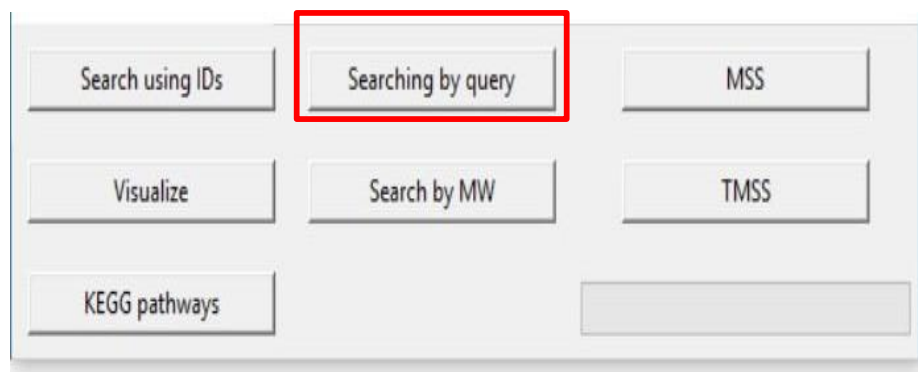 Search using IDs
Searching by query
MSS
Visualize
Search by MW
TMSS
KEGG pathways